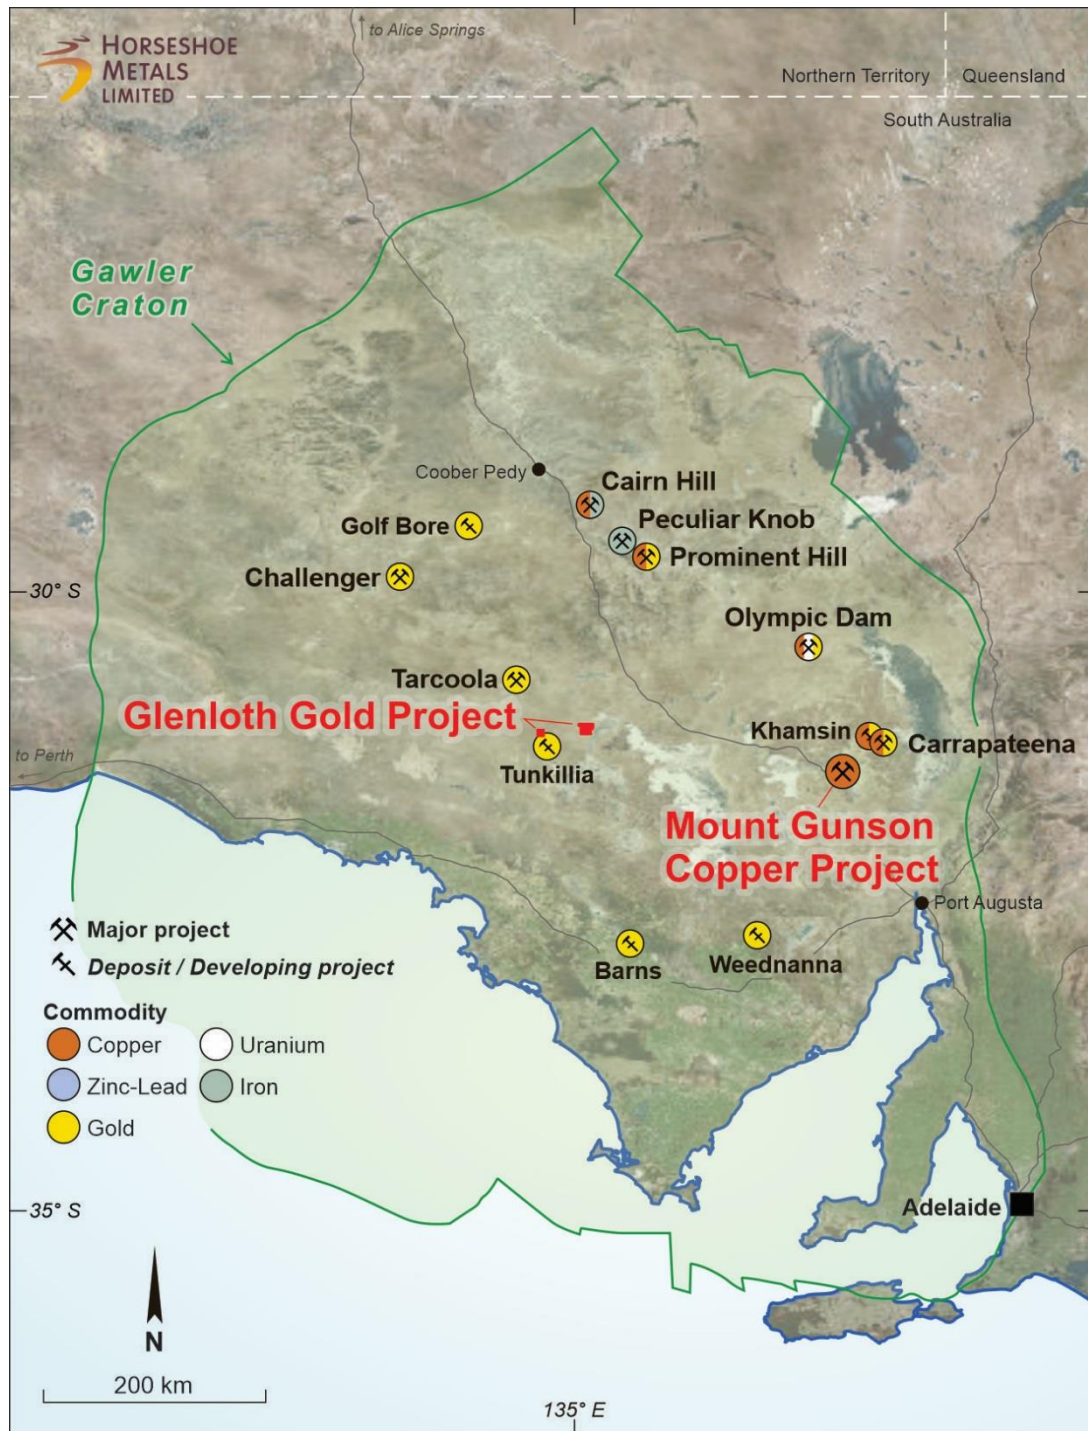 HORSESHOE
METALS
LIMITED
to Alice Springs
Northern Territory
Queensland
South Australia
Gawler
Craton
Coober Pedy
Cairn Hill
Peculiar Knob
Golf Bore
Prominent Hill
Challenger
30° S
Olympic Dam
Tarcoola
Glenloth Gold Project
Khamsin
Carrapateena
to Perth
Tunkillia
Mount Gunson
Copper Project
Port Augusta
Major project
Deposit / Developing project
Barns
Weednanna
Commodity
Copper
Uranium
Zinc-Lead
Iron
Gold
35° S
Adelaide
N
200 km
135° E